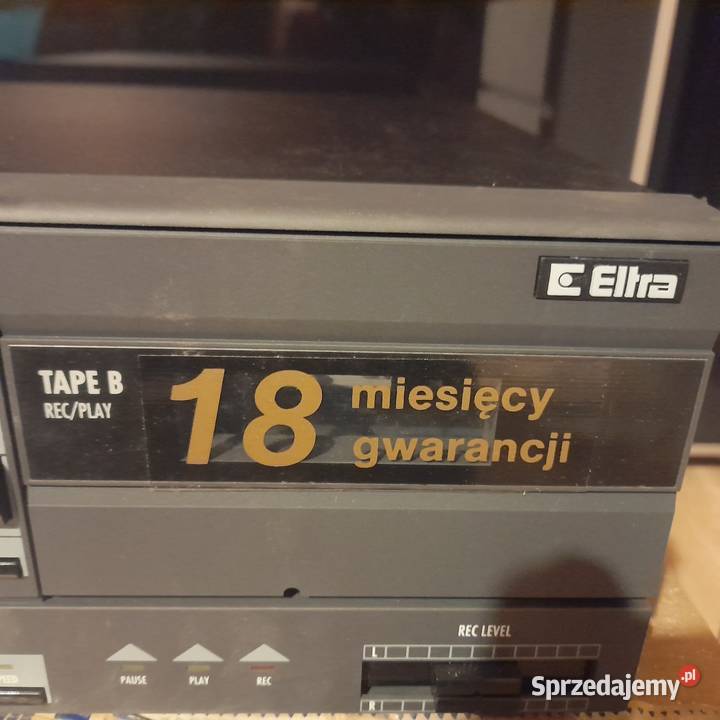 Eltra
TAPE B
REC/PLAY
18 miesięcy
gwarancji
REC LEVEL
L
PAUSE PLAY REC
R
Sprzedajemy.pl